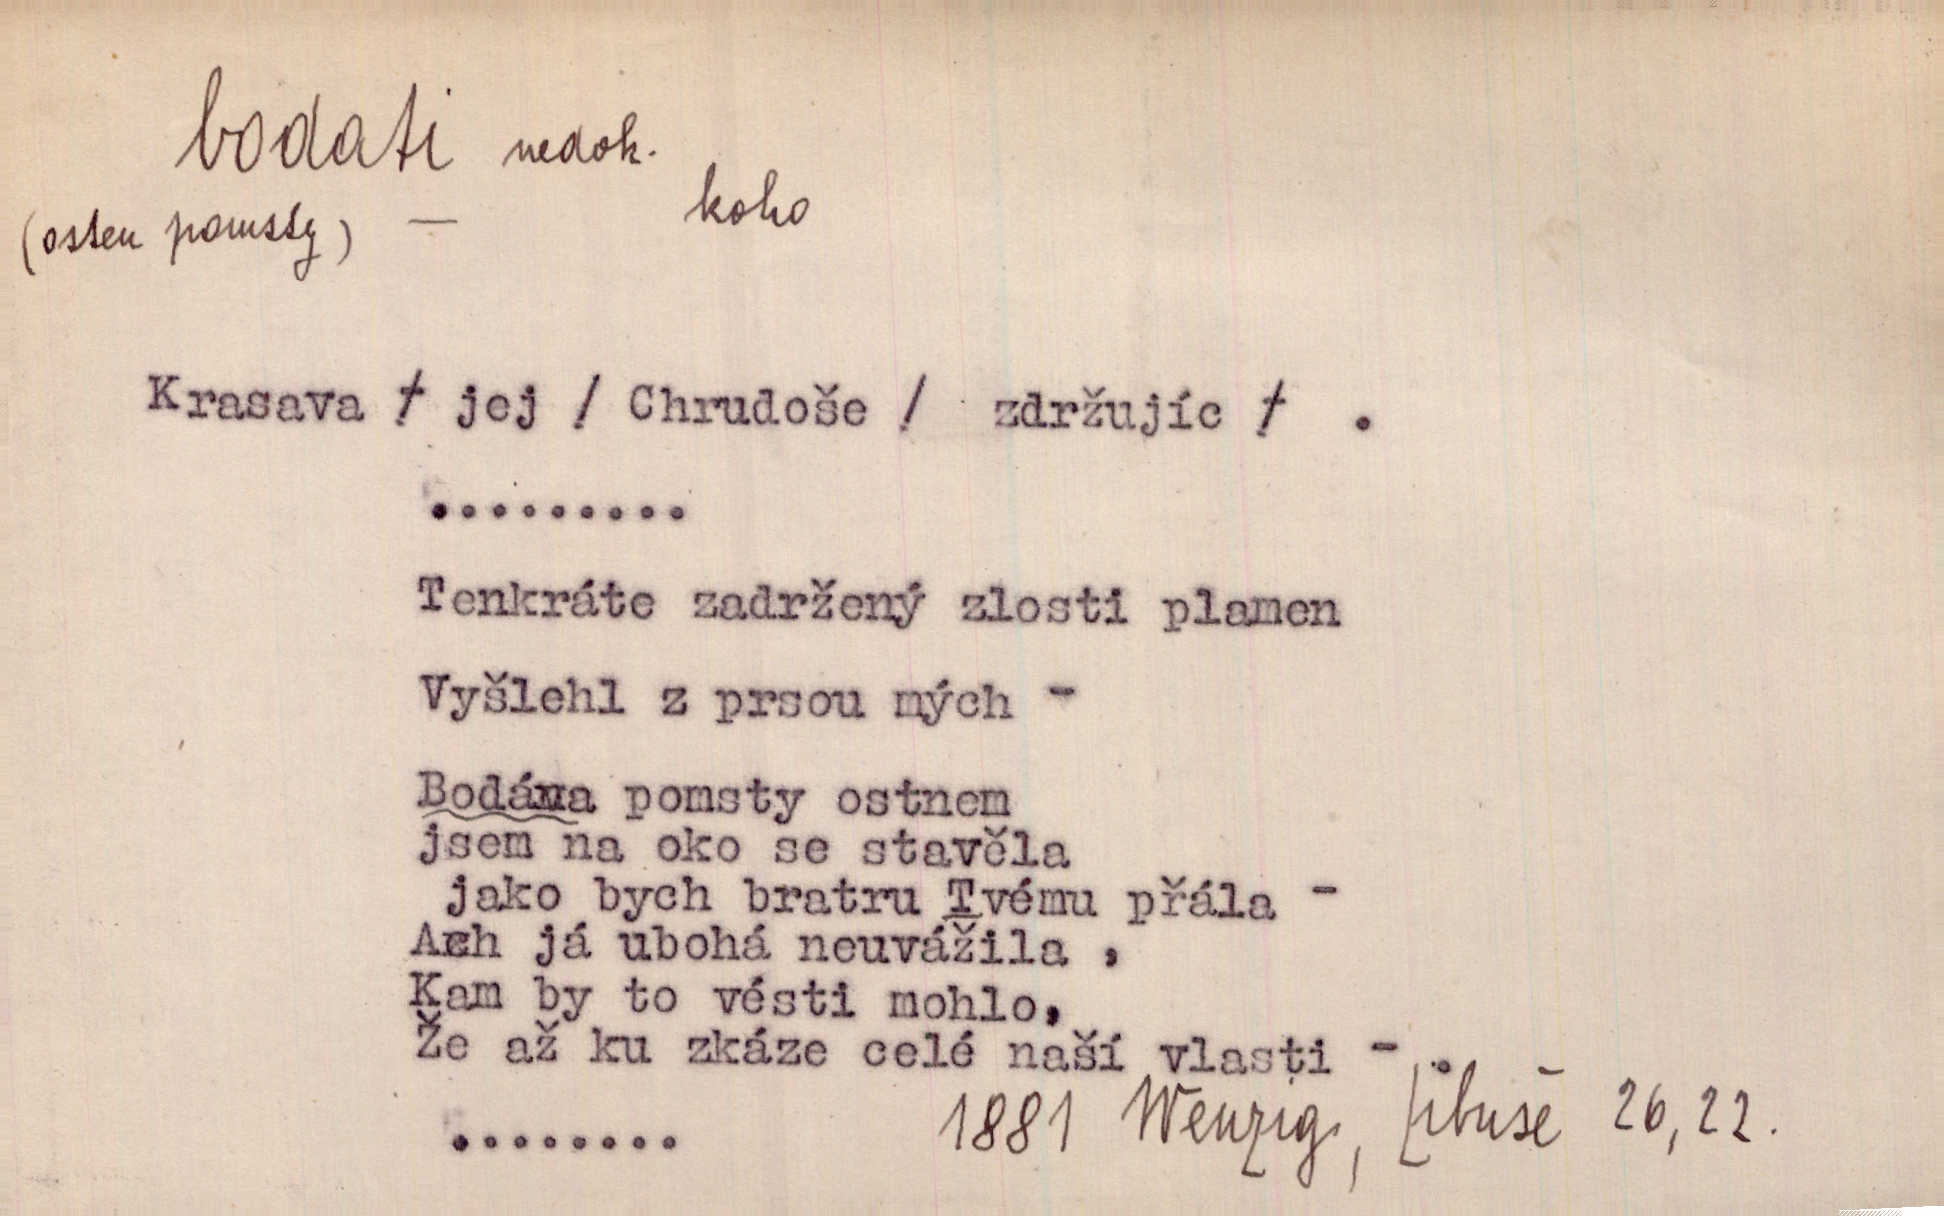 bodati nedok.
(osten pomsty) — koho
Krasava / jej / Chrudoše / zdržujíc / .
.........
Tenkráte zadržený zlosti plamen
Vyšlehl z prsou mých -
Bodána pomsty ostnem
jsem na oko se stavěla
jako bych bratru Tvému přála -
Ach já ubohá neuvážila ,
Kam by to vésti mohlo,
Že až ku zkáze celé naší vlasti - .
........ 1881 Wenzig, Libuše 26,22.